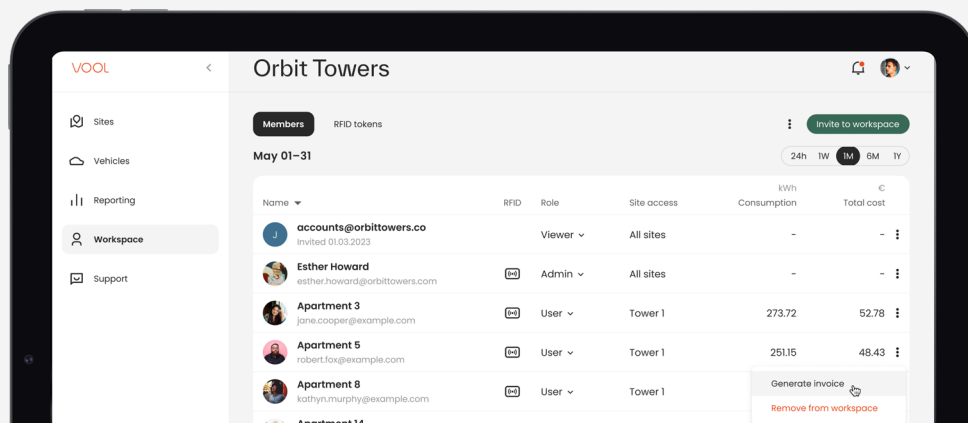 VOOL
Orbit Towers
Sites
Vehicles
Reporting
Workspace
Support
Members
RFID tokens
Invite to workspace
May 01–31
24h 1W 1M 6M 1Y
kWh €
Name RFID Role Site access Consumption Total cost
J accounts@orbittowers.co Viewer All sites - -
Invited 01.03.2023
Esther Howard Admin All sites - -
esther.howard@orbittowers.com
Apartment 3 User Tower 1 273.72 52.78
jane.cooper@example.com
Apartment 5 User Tower 1 251.15 48.43
robert.fox@example.com
Apartment 8 User Tower 1
kathyn.murphy@example.com
Generate invoice
Remove from workspace
Apartment 14